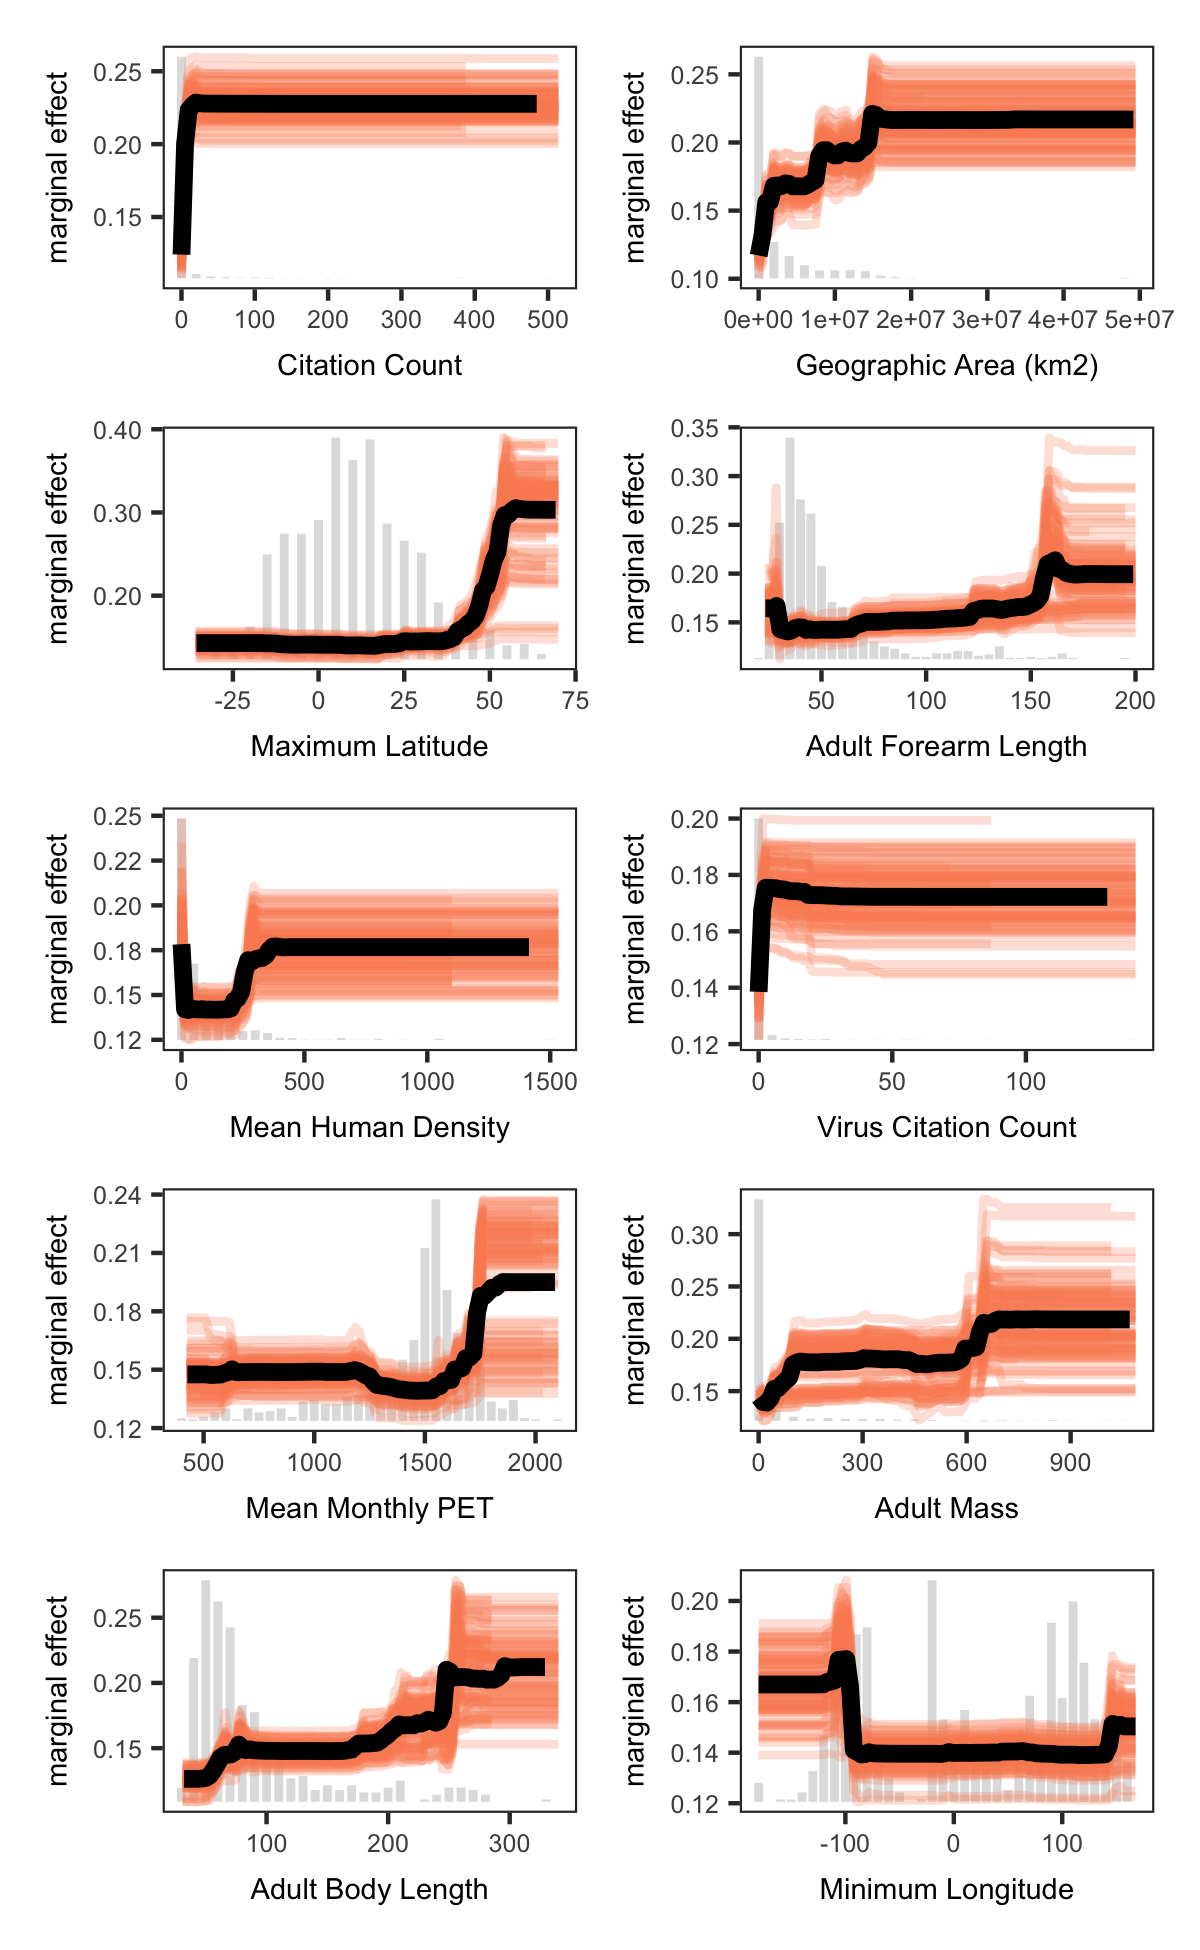 marginal effect
0.25
0.20
0.15
0 100 200 300 400 500
Citation Count
marginal effect
0.25
0.20
0.15
0.10
0e+00 1e+07 2e+07 3e+07 4e+07 5e+07
Geographic Area (km2)
marginal effect
0.40
0.30
0.20
-25 0 25 50 75
Maximum Latitude
marginal effect
0.35
0.30
0.25
0.20
0.15
50 100 150 200
Adult Forearm Length
marginal effect
0.25
0.22
0.20
0.18
0.15
0.12
0 500 1000 1500
Mean Human Density
marginal effect
0.20
0.18
0.16
0.14
0.12
0 50 100
Virus Citation Count
marginal effect
0.24
0.21
0.18
0.15
0.12
500 1000 1500 2000
Mean Monthly PET
marginal effect
0.30
0.25
0.20
0.15
0 300 600 900
Adult Mass
marginal effect
0.25
0.20
0.15
100 200 300
Adult Body Length
marginal effect
0.20
0.18
0.16
0.14
0.12
-100 0 100
Minimum Longitude